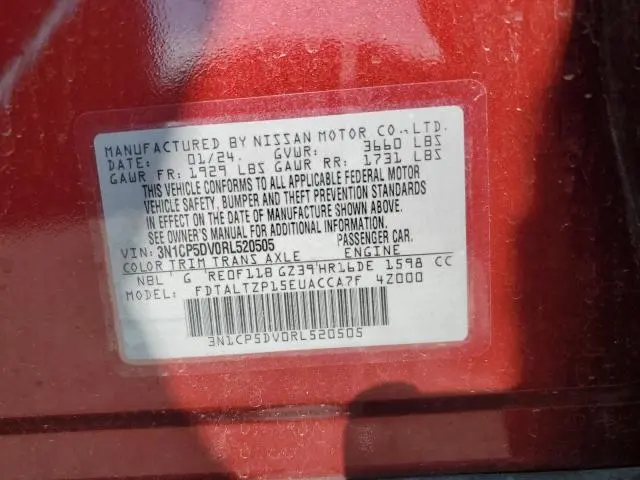 MANUFACTURED BY NISSAN MOTOR CO.,LTD.
DATE: 01/24. GVWR: 3660 LBS
GAWR FR: 1929 LBS GAWR RR: 1731 LBS
THIS VEHICLE CONFORMS TO ALL APPLICABLE FEDERAL MOTOR
VEHICLE SAFETY, BUMPER AND THEFT PREVENTION STANDARDS
IN EFFECT ON THE DATE OF MANUFACTURE SHOWN ABOVE.
SEE OWNER'S MANUAL FOR ADDITIONAL INFORMATION.
VIN: 3N1CP5DV0RL520505 PASSENGER CAR.
COLOR TRIM TRANS AXLE ENGINE
NBL G RE0F11B GZ39 HR16DE 1598 CC
MODEL: FDTALTZP15EUACCA7F 4Z000
3N1CP5DV0RL520505